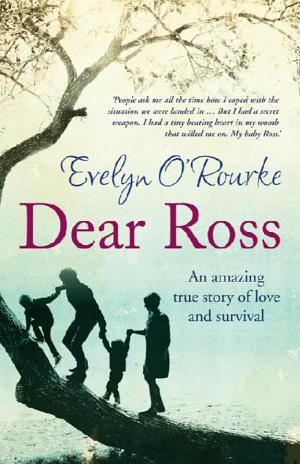 'People ask me all the time how I coped with the
situation we were landed in ... But I had a secret
weapon. I had a tiny beating heart in my womb
that willed me on. My baby Ross.'
Evelyn O'Rourke
Dear Ross
An amazing
true story of love
and survival